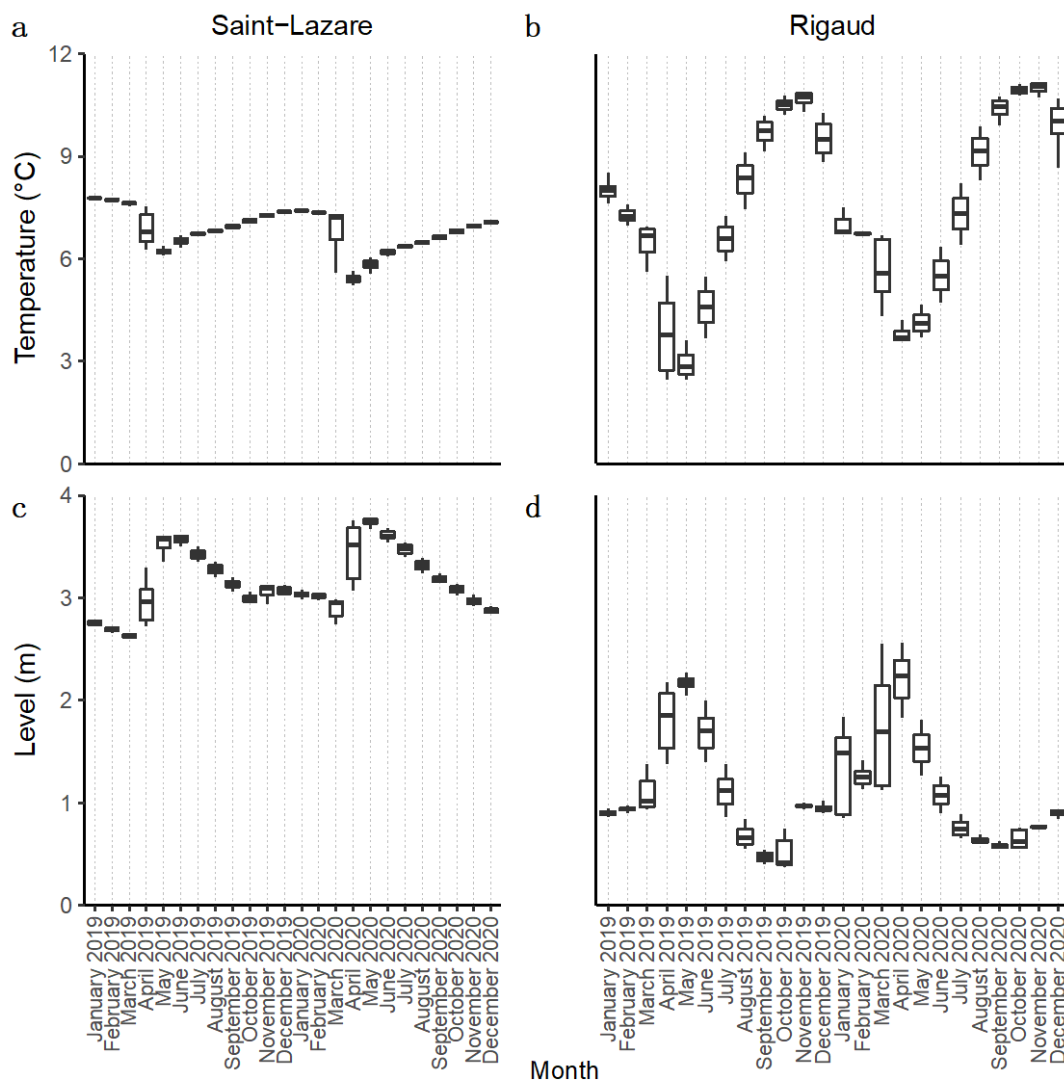 a Saint−Lazare b Rigaud
12
9
6
3
0
Temperature (°C)
c d
4
3
2
1
0
Level (m)
January 2019
February 2019
March 2019
April 2019
May 2019
June 2019
July 2019
August 2019
September 2019
October 2019
November 2019
December 2019
January 2020
February 2020
March 2020
April 2020
May 2020
June 2020
July 2020
August 2020
September 2020
October 2020
November 2020
December 2020
January 2019
February 2019
March 2019
April 2019
May 2019
June 2019
July 2019
August 2019
September 2019
October 2019
November 2019
December 2019
January 2020
February 2020
March 2020
April 2020
May 2020
June 2020
July 2020
August 2020
September 2020
October 2020
November 2020
December 2020
Month